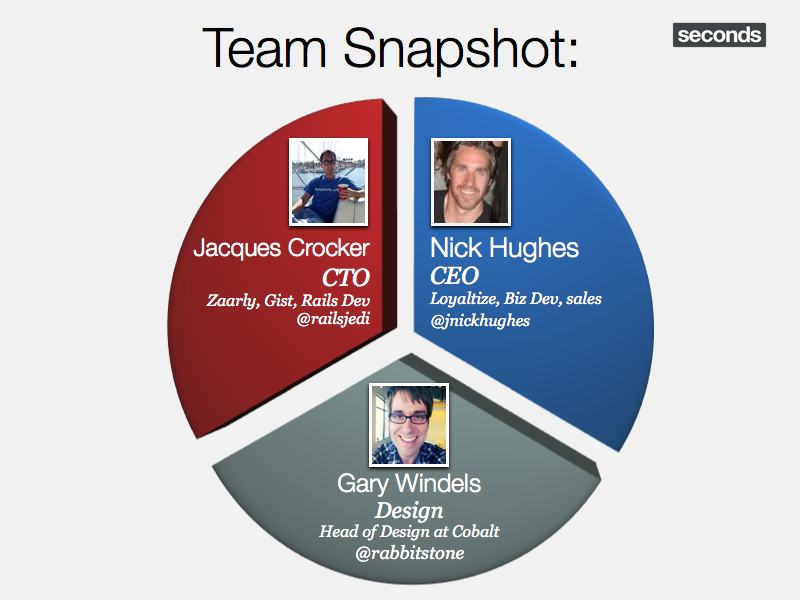 Team Snapshot:
seconds
Jacques Crocker
CTO
Zaarly, Gist, Rails Dev
@railsjedi
Nick Hughes
CEO
Loyaltize, Biz Dev, sales
@jnickhughes
Gary Windels
Design
Head of Design at Cobalt
@rabbitstone